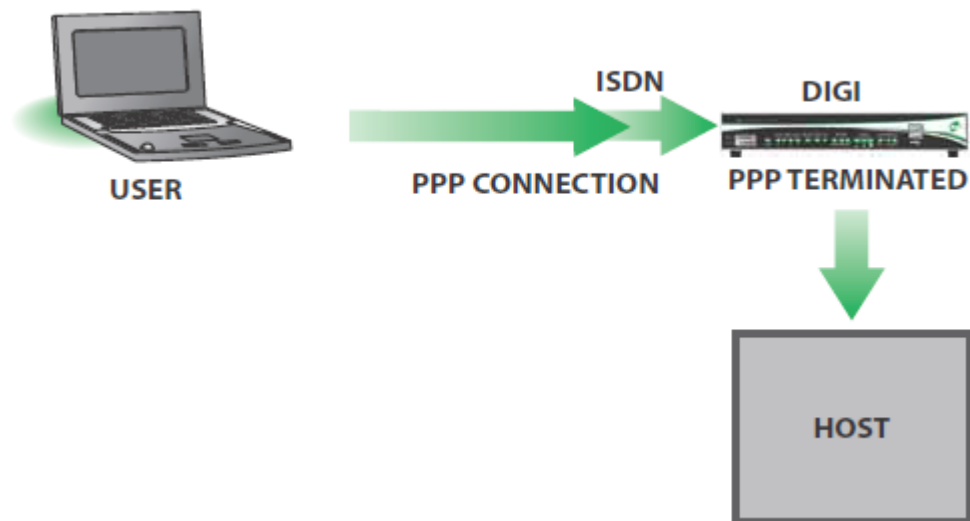 ISDN
DIGI
USER
PPP CONNECTION
PPP TERMINATED
HOST